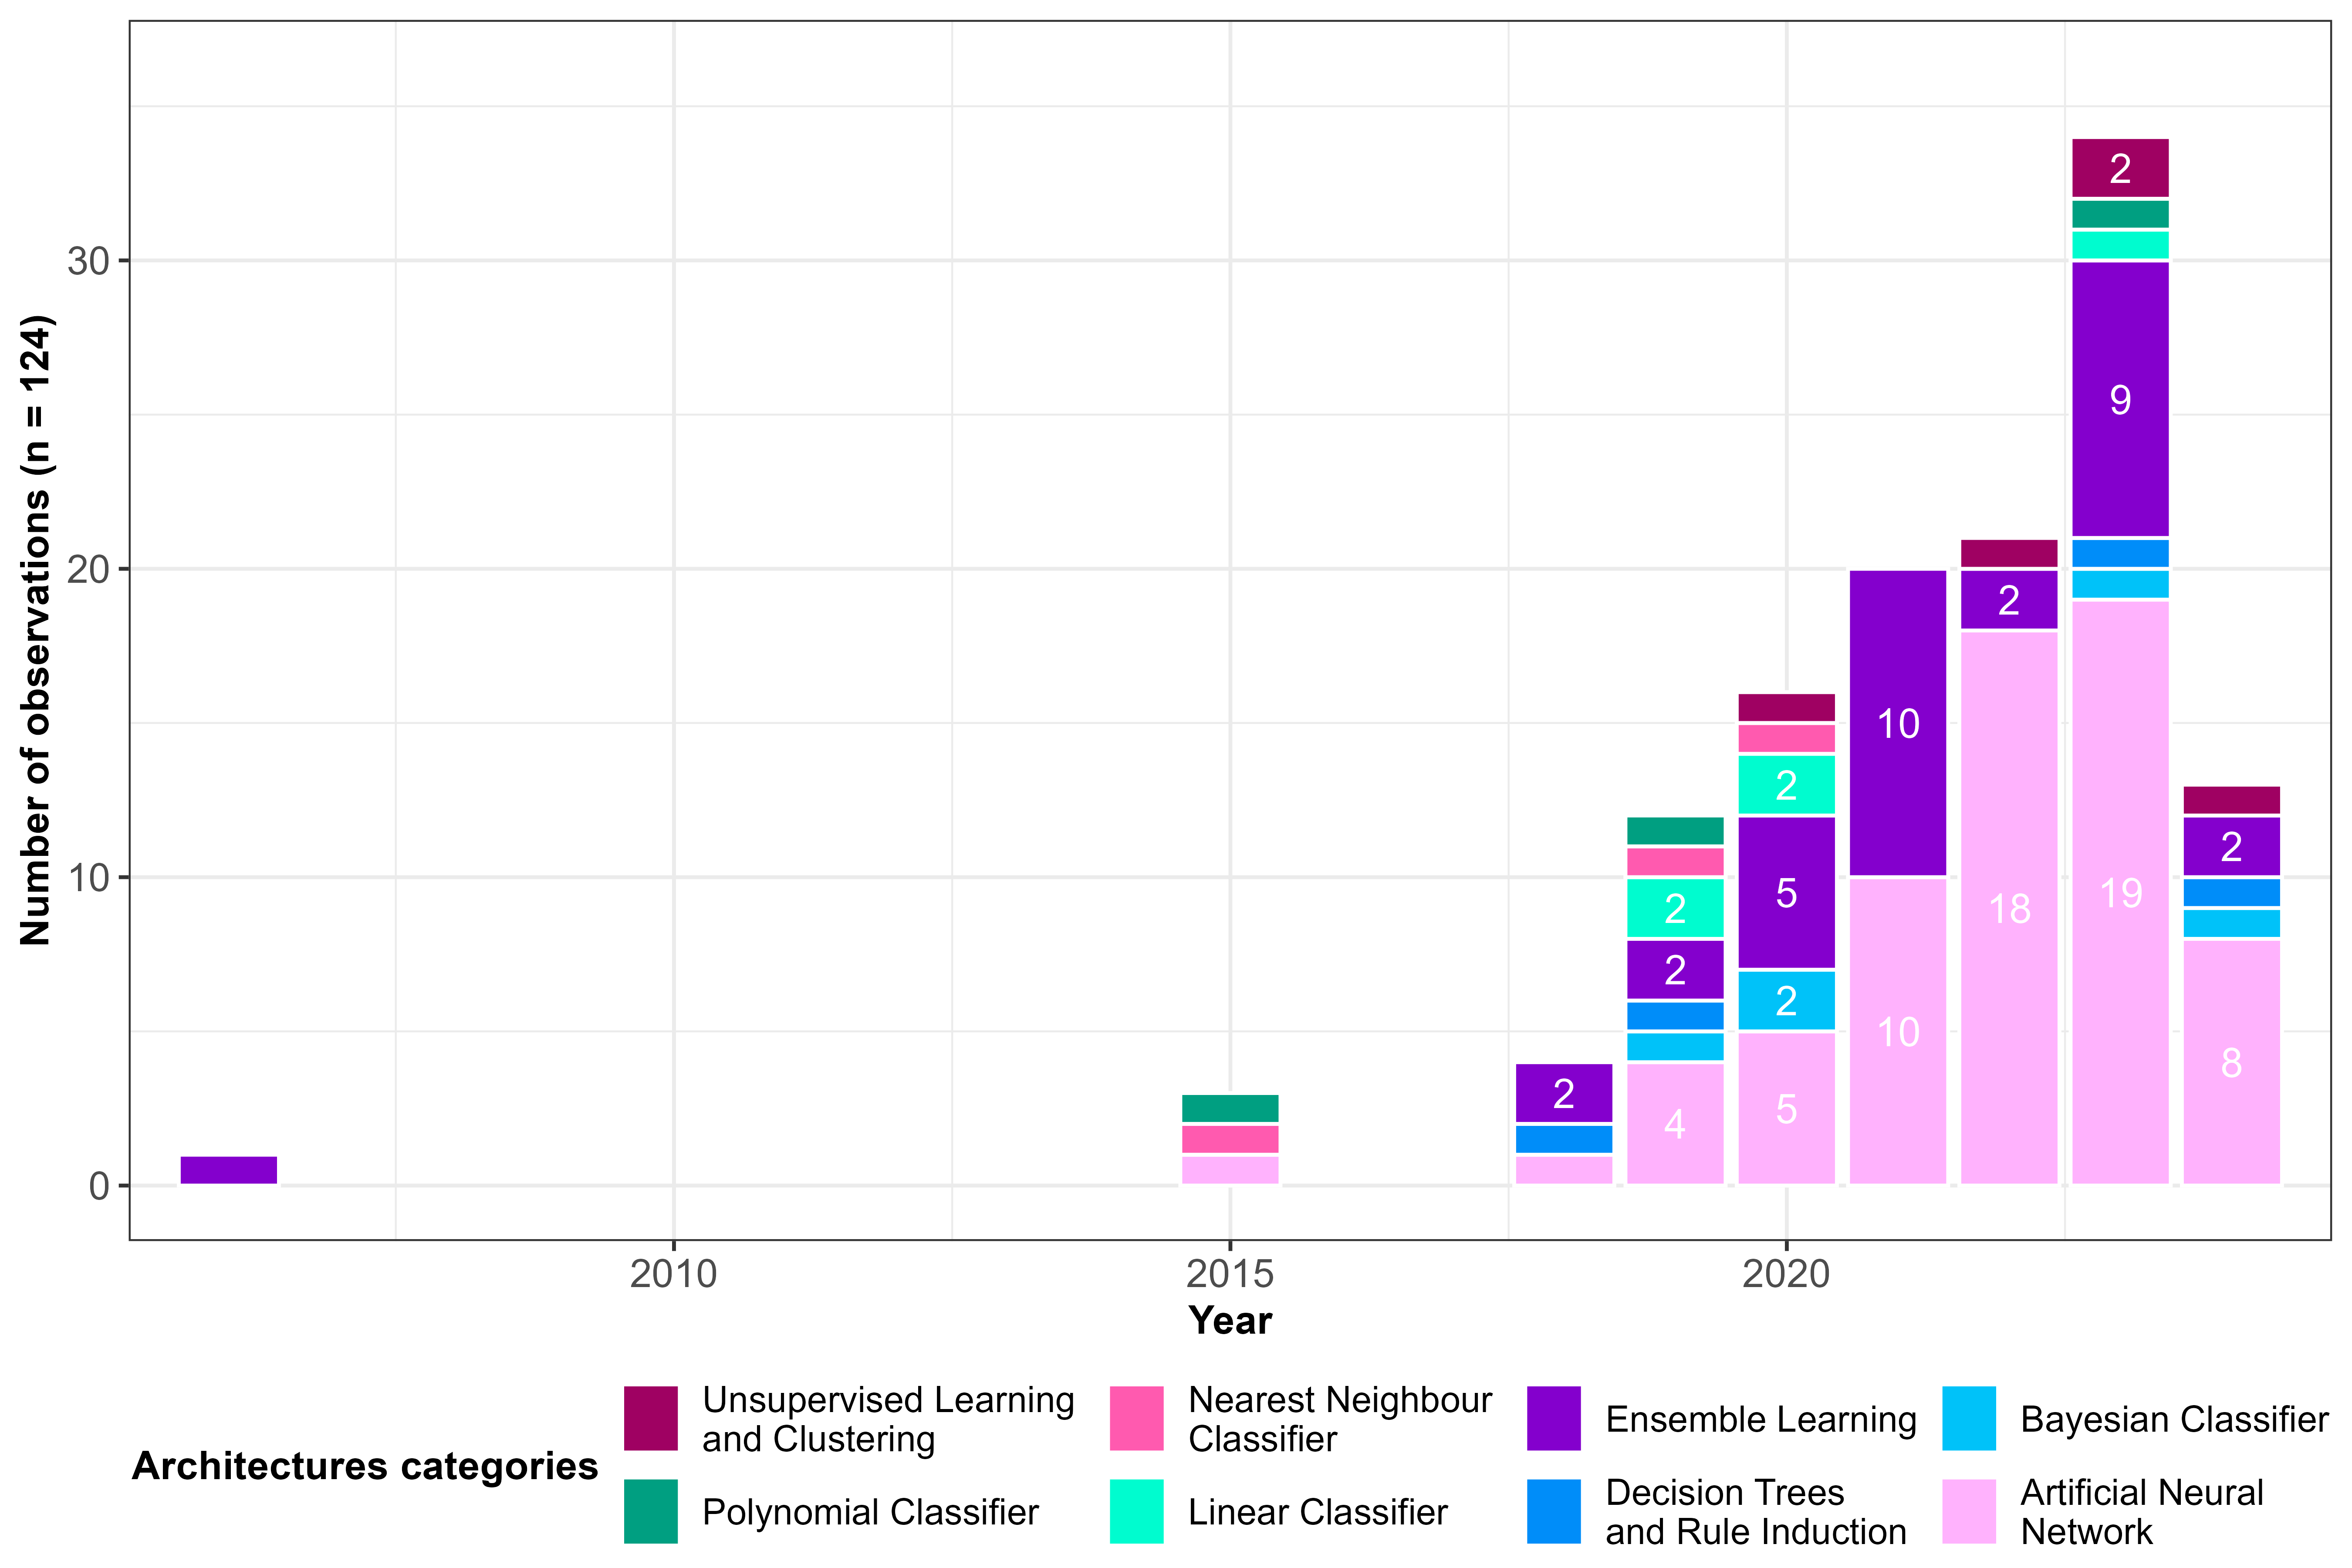 Number of observations (n = 124)
30
20
10
0
2
9
2
10
2
5
2
5
2
2
4
2
10
18
19
2
8
2010
2015
2020
Year
Architectures categories
Unsupervised Learning
and Clustering
Polynomial Classifier
Nearest Neighbour
Classifier
Linear Classifier
Ensemble Learning
Decision Trees
and Rule Induction
Bayesian Classifier
Artificial Neural
Network